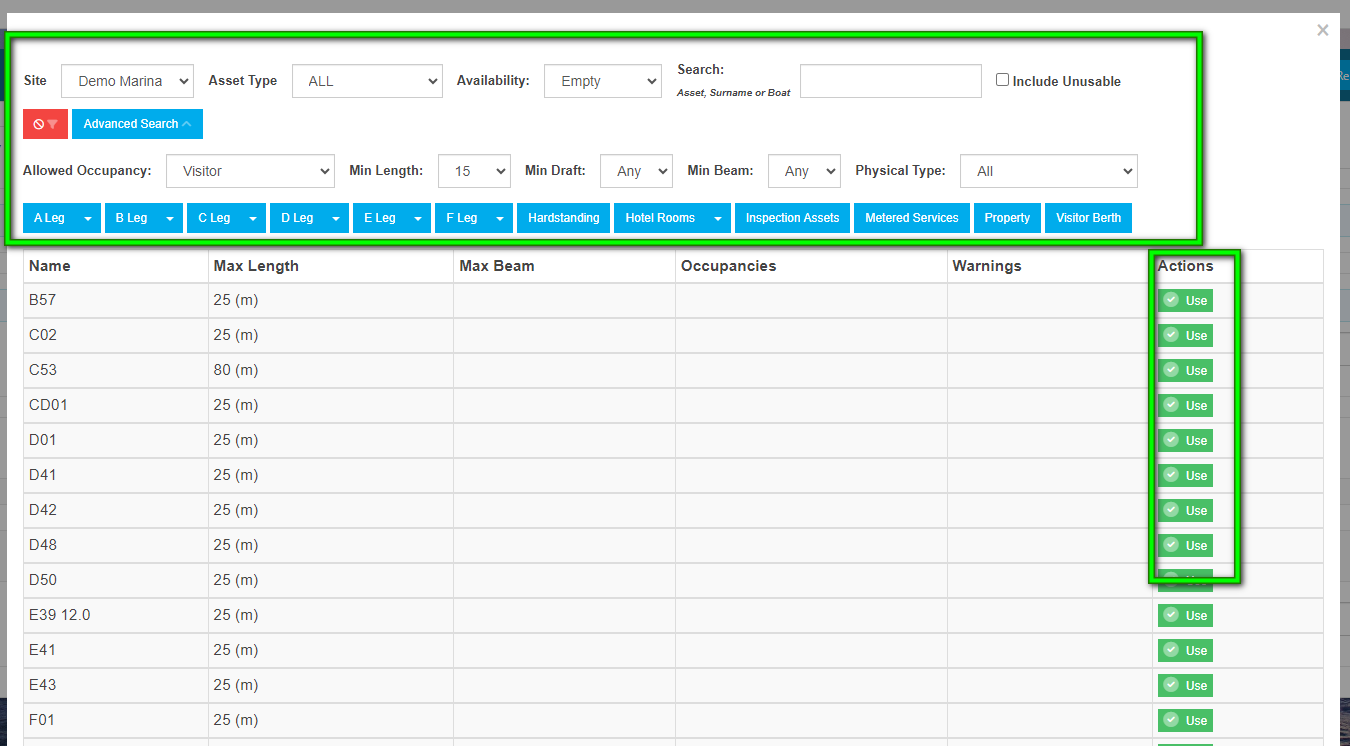 ×
Site Demo Marina Asset Type ALL Availability: Empty Search: Asset, Surname or Boat Include Unusable
Advanced Search
Allowed Occupancy: Visitor Min Length: 15 Min Draft: Any Min Beam: Any Physical Type: All
A Leg B Leg C Leg D Leg E Leg F Leg Hardstanding Hotel Rooms Inspection Assets Metered Services Property Visitor Berth
Name Max Length Max Beam Occupancies Warnings Actions
B57 25 (m) Use
C02 25 (m) Use
C53 80 (m) Use
CD01 25 (m) Use
D01 25 (m) Use
D41 25 (m) Use
D42 25 (m) Use
D48 25 (m) Use
D50 25 (m)
E39 12.0 25 (m) Use
E41 25 (m) Use
E43 25 (m) Use
F01 25 (m) Use